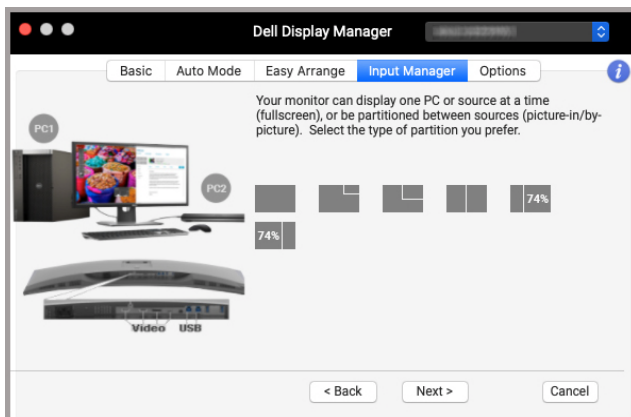 Dell Display Manager
Basic Auto Mode Easy Arrange Input Manager Options i
Your monitor can display one PC or source at a time
(fullscreen), or be partitioned between sources (picture-in/by-
picture). Select the type of partition you prefer.
PC1
PC2
74%
74%
Video USB
< Back Next > Cancel